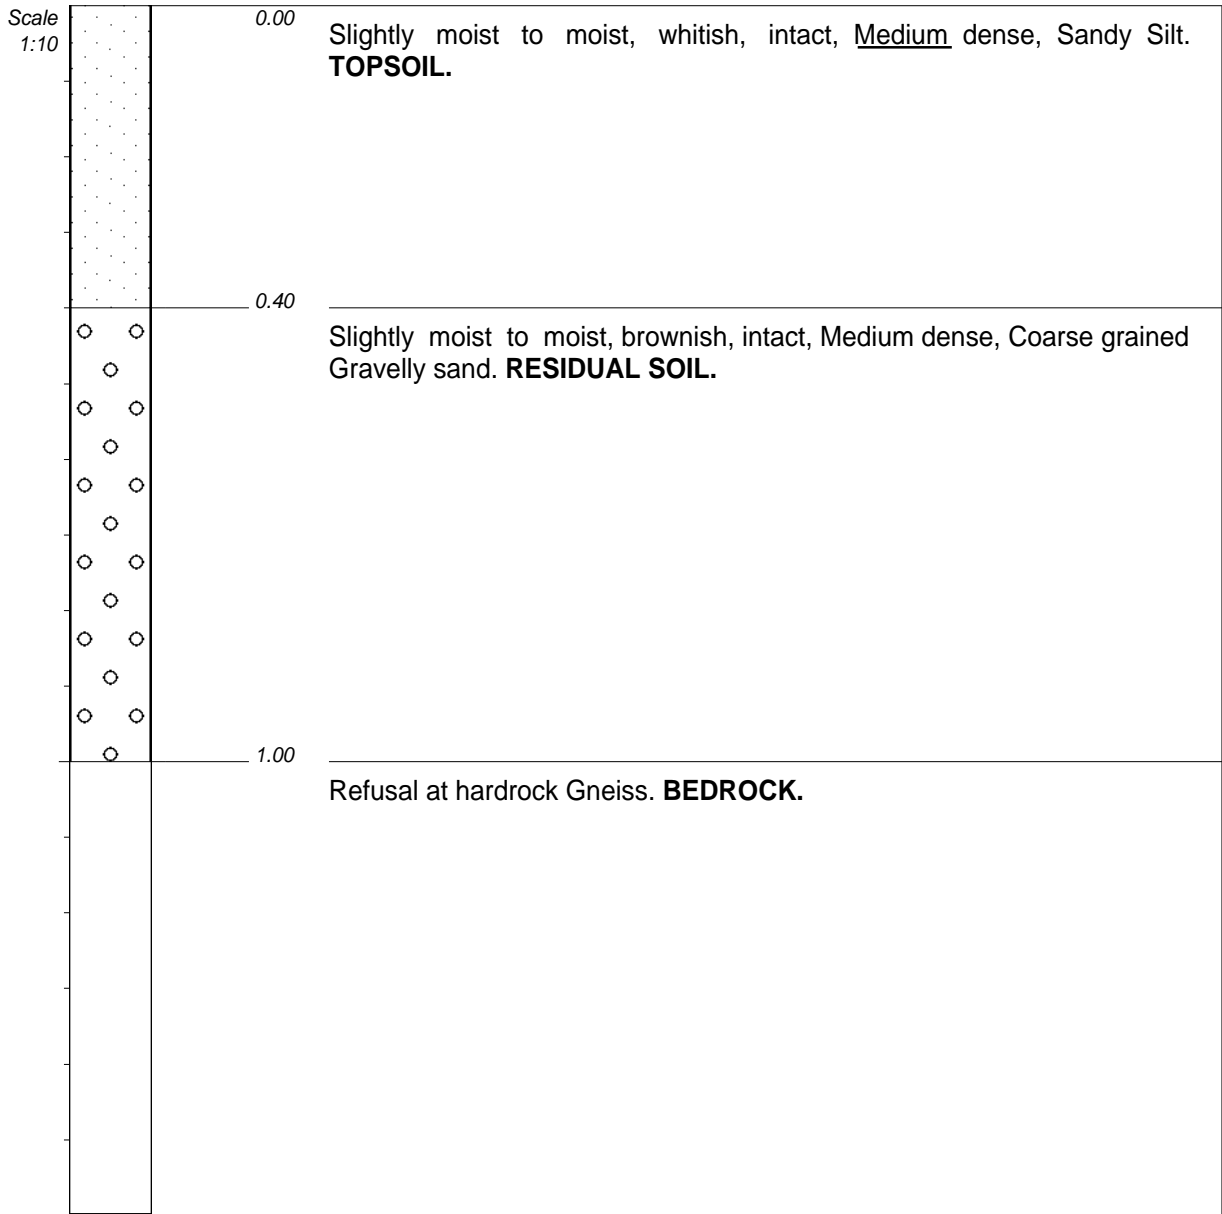 Scale
1:10
0.00
Slightly moist to moist, whitish, intact, Medium dense, Sandy Silt.
TOPSOIL.
0.40
Slightly moist to moist, brownish, intact, Medium dense, Coarse grained
Gravelly sand. RESIDUAL SOIL.
1.00
Refusal at hardrock Gneiss. BEDROCK.